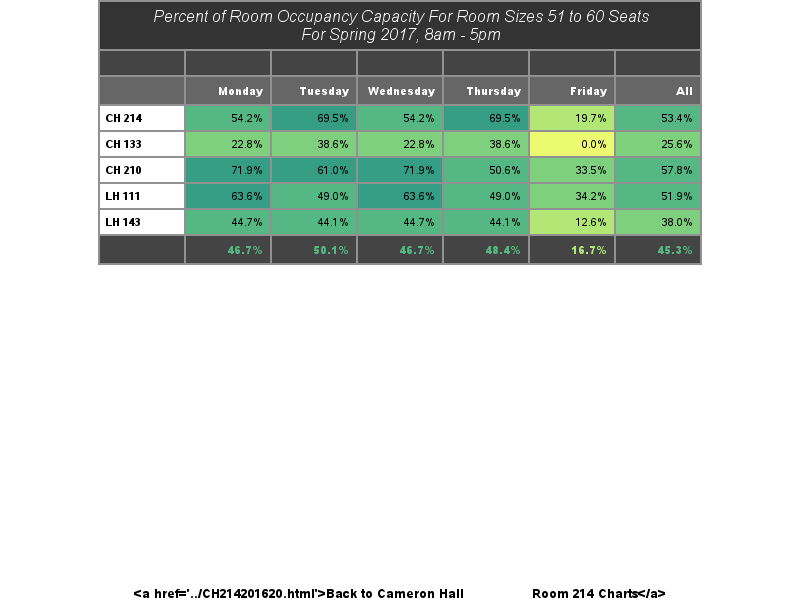 Percent of Room Occupancy Capacity For Room Sizes 51 to 60 Seats
For Spring 2017, 8am - 5pm
Monday Tuesday Wednesday Thursday Friday All
CH 214 54.2% 69.5% 54.2% 69.5% 19.7% 53.4%
CH 133 22.8% 38.6% 22.8% 38.6% 0.0% 25.6%
CH 210 71.9% 61.0% 71.9% 50.6% 33.5% 57.8%
LH 111 63.6% 49.0% 63.6% 49.0% 34.2% 51.9%
LH 143 44.7% 44.1% 44.7% 44.1% 12.6% 38.0%
46.7% 50.1% 46.7% 48.4% 16.7% 45.3%
<a href='../CH214201620.html'>Back to Cameron Hall Room 214 Charts</a>